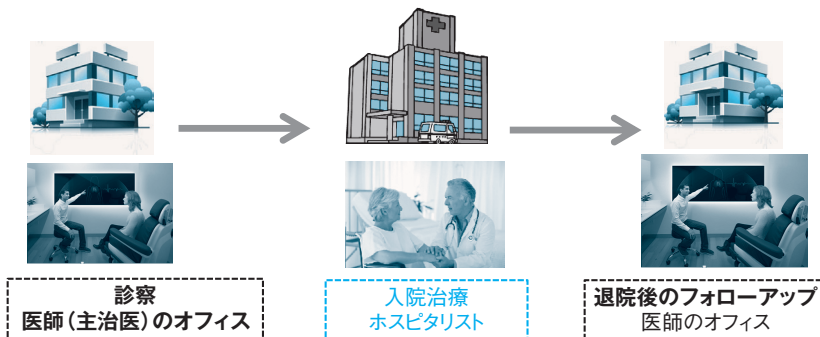 診察
医師（主治医）のオフィス
入院治療
ホスピタリスト
退院後のフォローアップ
医師のオフィス